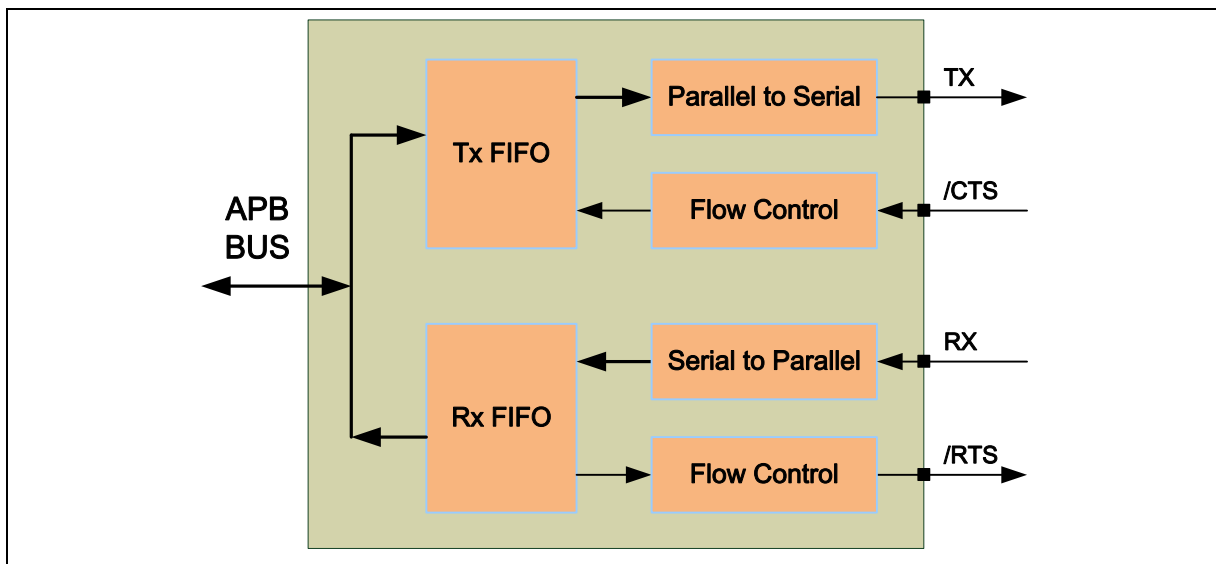 APB
BUS
Tx FIFO
Parallel to Serial
TX
Flow Control
/CTS
Rx FIFO
Serial to Parallel
RX
Flow Control
/RTS